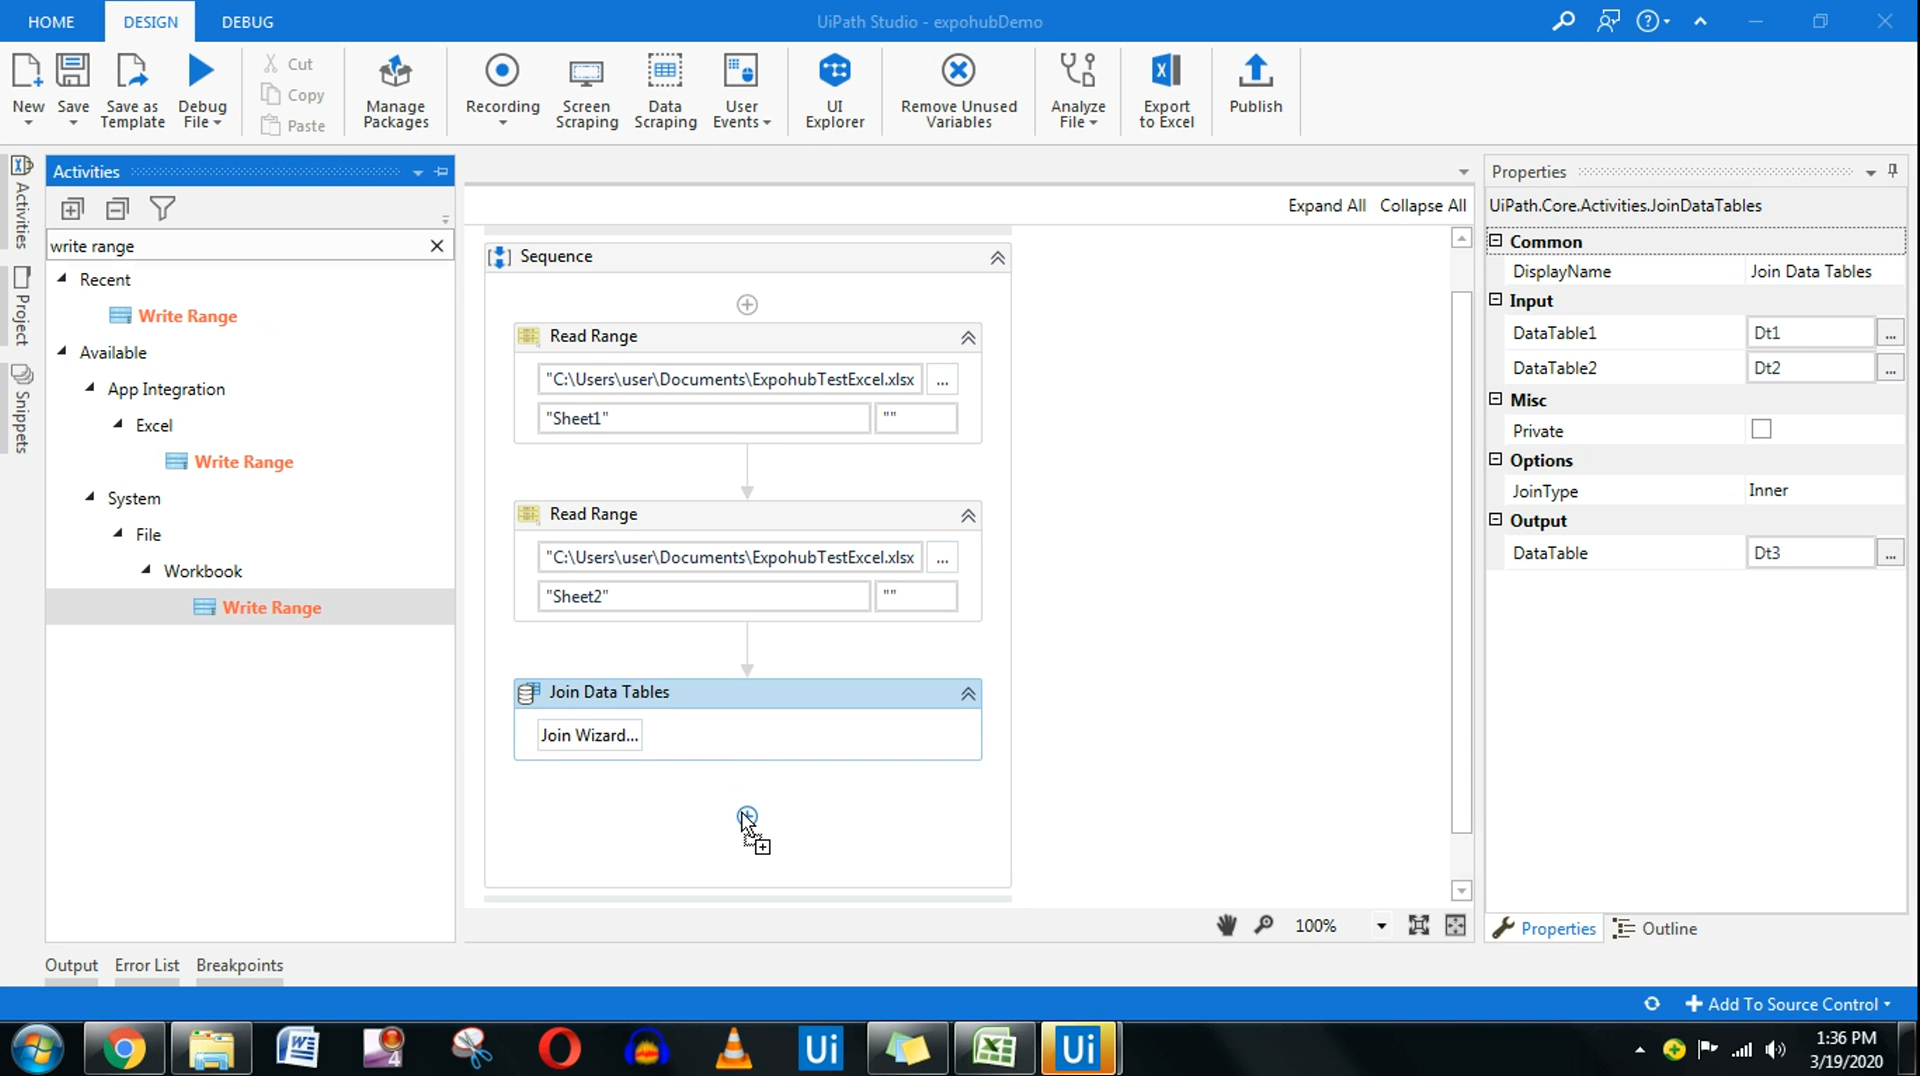 HOME DESIGN DEBUG UiPath Studio - expohubDemo
New Save Save as Template Debug File Cut Copy Paste Manage Packages Recording Screen Scraping Data Scraping User Events UI Explorer Remove Unused Variables Analyze File Export to Excel Publish
Activities
Project
Snippets
Activities
write range
Recent
Write Range
Available
App Integration
Excel
Write Range
System
File
Workbook
Write Range
Expand All Collapse All
Sequence
Read Range
"C:\Users\user\Documents\ExpohubTestExcel.xlsx ...
"Sheet1" ""
Read Range
"C:\Users\user\Documents\ExpohubTestExcel.xlsx ...
"Sheet2" ""
Join Data Tables
Join Wizard...
100%
Properties
UiPath.Core.Activities.JoinDataTables
Common
DisplayName Join Data Tables
Input
DataTable1 Dt1 ...
DataTable2 Dt2 ...
Misc
Private
Options
JoinType Inner
Output
DataTable Dt3 ...
Properties Outline
Output Error List Breakpoints
Add To Source Control
Ui Ui
1:36 PM
3/19/2020